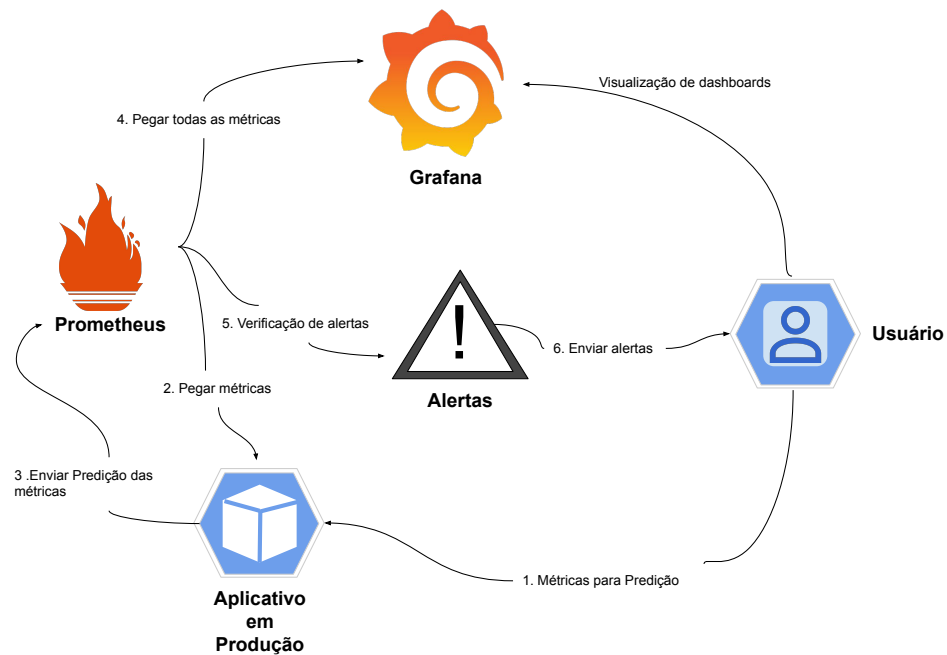 Visualização de dashboards
4. Pegar todas as métricas
Grafana
Prometheus
5. Verificação de alertas
6. Enviar alertas
Usuário
2. Pegar métricas
Alertas
3 .Enviar Predição das
métricas
1. Métricas para Predição
Aplicativo
em
Produção